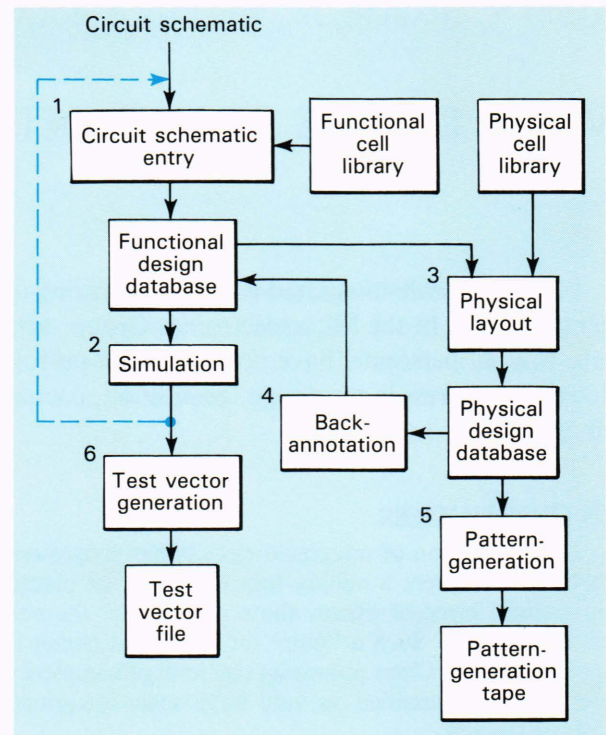 Circuit schematic
1
Circuit schematic
entry
Functional
cell
library
Physical
cell
library
Functional
design
database
3
Physical
layout
2
Simulation
4
Back-
annotation
Physical
design
database
6
Test vector
generation
5
Pattern-
generation
Test
vector
file
Pattern-
generation
tape